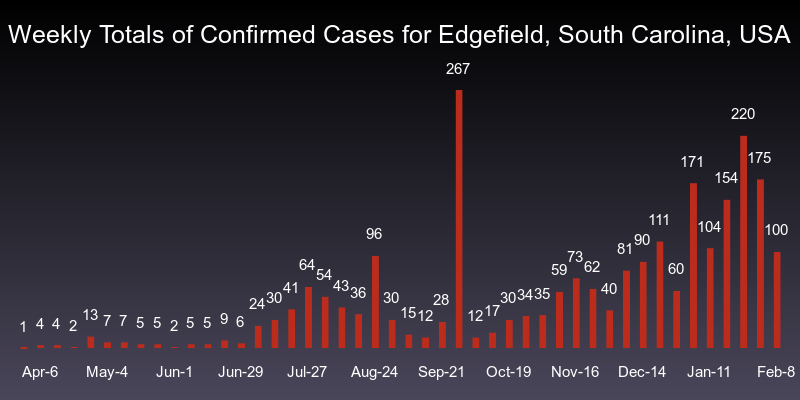 Weekly Totals of Confirmed Cases for Edgefield, South Carolina, USA
1 4 4 2 13 7 7 5 5 2 5 5 9 6 24 30 41 64 54 43 36 96 30 15 12 28 267 12 17 30 34 35 59 73 62 40 81 90 111 60 171 104 154 220 175 100
Apr-6 May-4 Jun-1 Jun-29 Jul-27 Aug-24 Sep-21 Oct-19 Nov-16 Dec-14 Jan-11 Feb-8